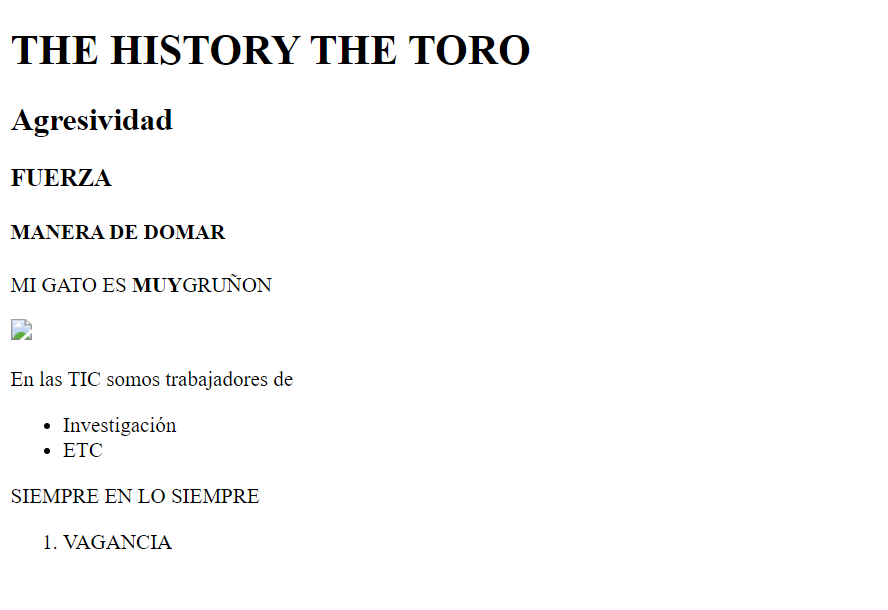 THE HISTORY THE TORO
Agresividad
FUERZA
MANERA DE DOMAR
MI GATO ES MUYGRUÑON
En las TIC somos trabajadores de
• Investigación
• ETC
SIEMPRE EN LO SIEMPRE
1. VAGANCIA